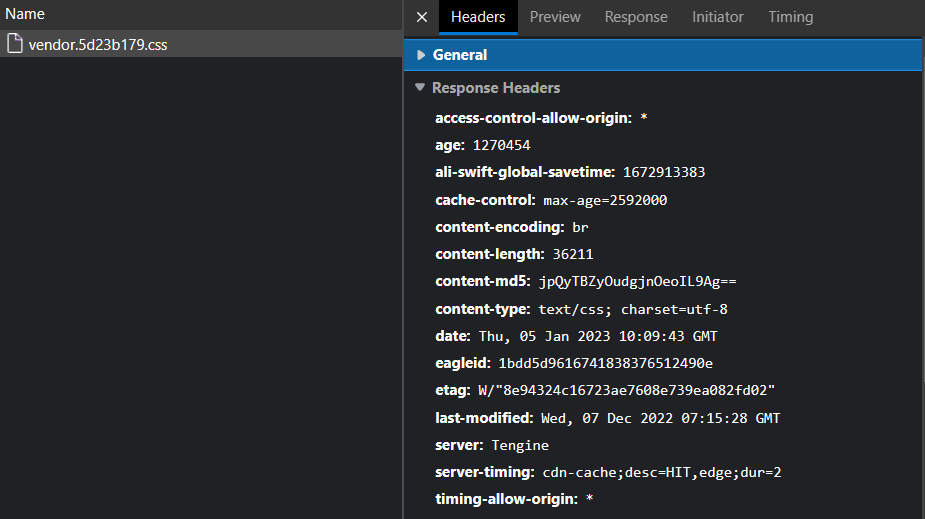 Name
vendor.5d23b179.css
Headers Preview Response Initiator Timing
General
Response Headers
access-control-allow-origin: *
age: 1270454
ali-swift-global-savetime: 1672913383
cache-control: max-age=2592000
content-encoding: br
content-length: 36211
content-md5: jpQyTBZyOudgjnOeoIL9Ag==
content-type: text/css; charset=utf-8
date: Thu, 05 Jan 2023 10:09:43 GMT
eagleid: 1bdd5d9616741838376512490e
etag: W/"8e94324c16723ae7608e739ea082fd02"
last-modified: Wed, 07 Dec 2022 07:15:28 GMT
server: Tengine
server-timing: cdn-cache;desc=HIT,edge;dur=2
timing-allow-origin: *